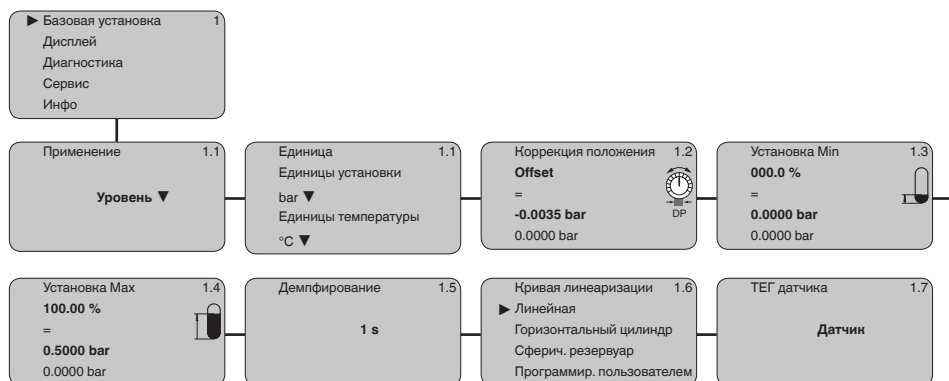 ▶ Базовая установка 1
Дисплей
Диагностика
Сервис
Инфо
Применение 1.1
Уровень ▼
Единица 1.1
Единицы установки
bar ▼
Единицы температуры
°C ▼
Коррекция положения 1.2
Offset
=
-0.0035 bar
0.0000 bar
DP
Установка Min 1.3
000.0 %
=
0.0000 bar
0.0000 bar
Установка Max 1.4
100.00 %
=
0.5000 bar
0.0000 bar
Демпфирование 1.5
1 s
Кривая линеаризации 1.6
▶ Линейная
Горизонтальный цилиндр
Сферич. резервуар
Программир. пользователем
ТЕГ датчика 1.7
Датчик